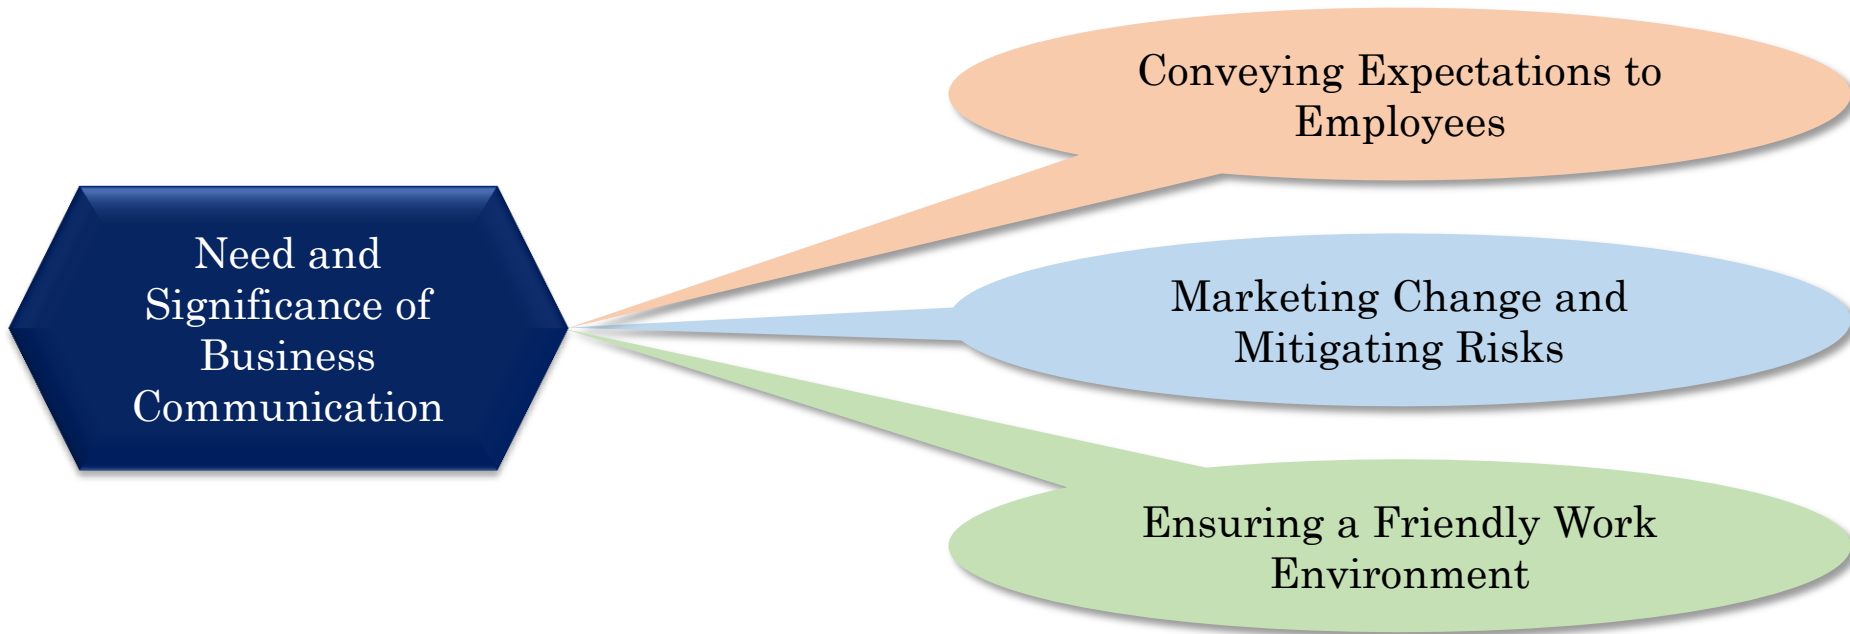 Need and
Significance of
Business
Communication
Conveying Expectations to
Employees
Marketing Change and
Mitigating Risks
Ensuring a Friendly Work
Environment